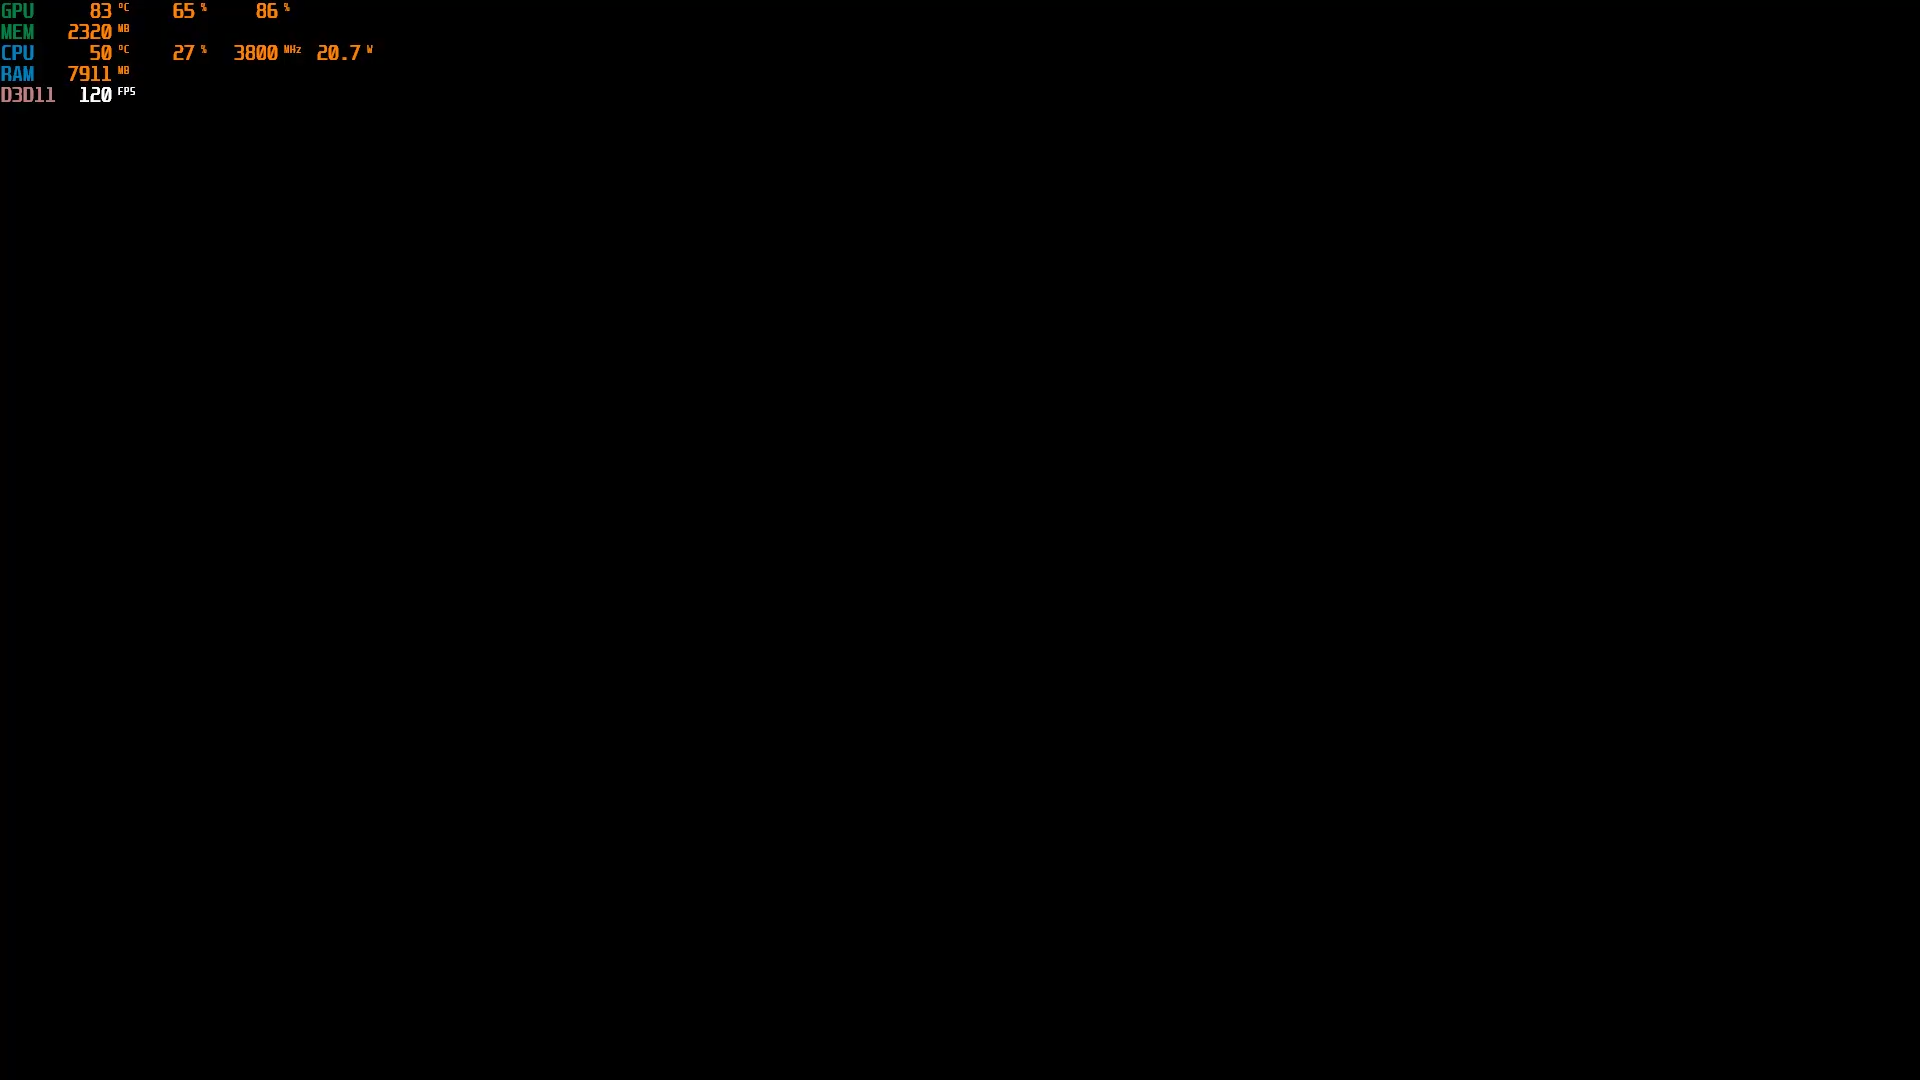 GPU 83 °C 65 % 86 %
MEM 2320 MB
CPU 50 °C 27 % 3800 MHz 20.7 W
RAM 7911 MB
D3D11 120 FPS